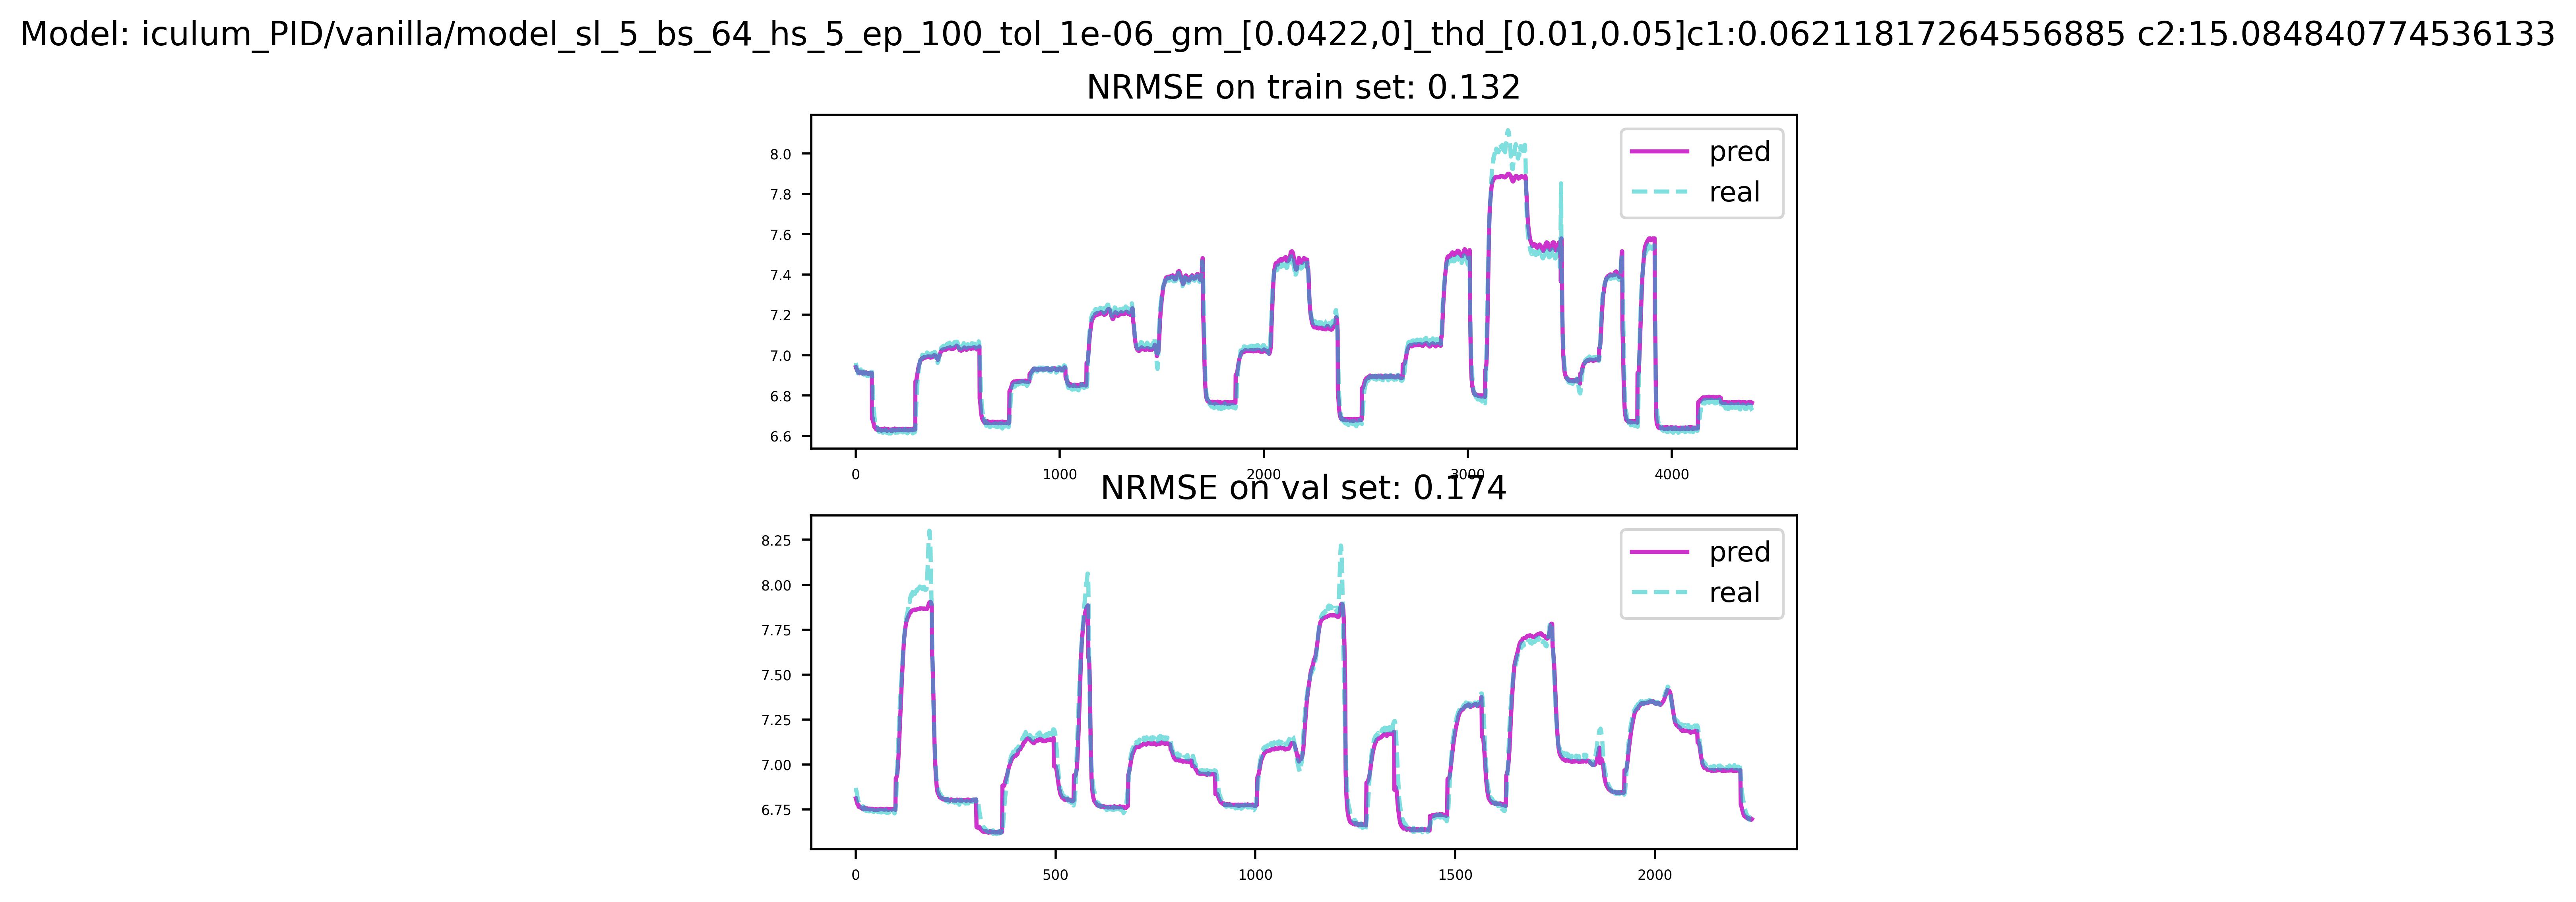 Model: iculum_PID/vanilla/model_sl_5_bs_64_hs_5_ep_100_tol_1e-06_gm_[0.0422,0]_thd_[0.01,0.05]c1:0.06211817264556885 c2:15.084840774536133
NRMSE on train set: 0.132
pred
real
8.0
7.8
7.6
7.4
7.2
7.0
6.8
6.6
0 1000 2000 3000 4000
NRMSE on val set: 0.174
pred
real
8.25
8.00
7.75
7.50
7.25
7.00
6.75
0 500 1000 1500 2000